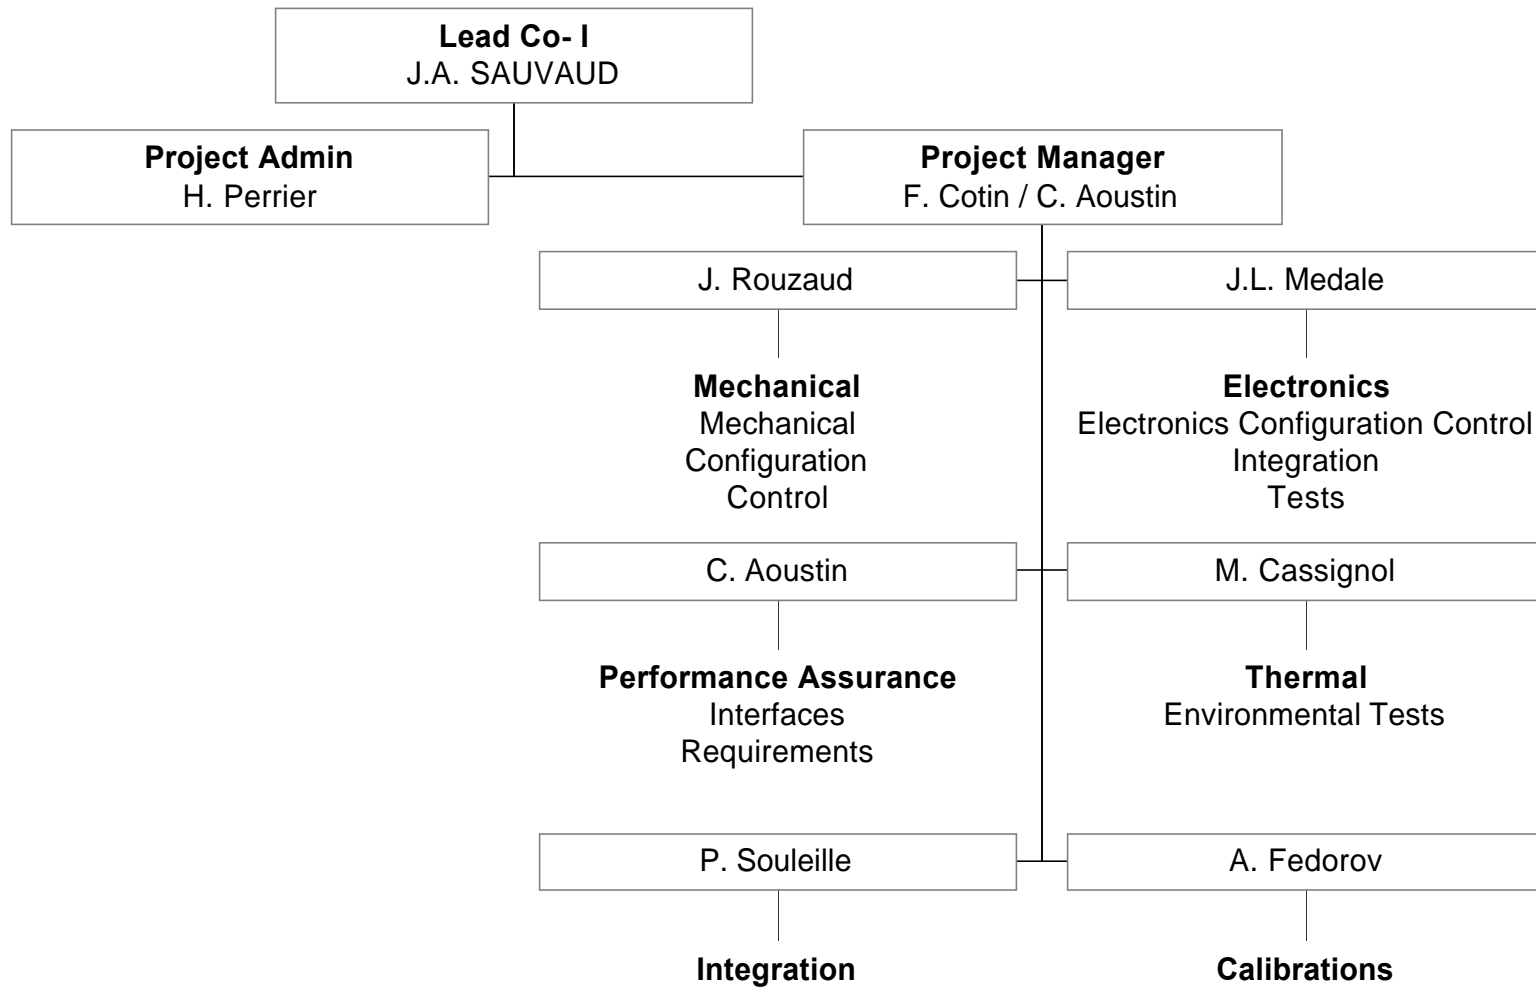 Lead Co- I
J.A. SAUVAUD
Project Admin
H. Perrier
Project Manager
F. Cotin / C. Aoustin
J. Rouzaud
J.L. Medale
Mechanical
Mechanical
Configuration
Control
Electronics
Electronics Configuration Control
Integration
Tests
C. Aoustin
M. Cassignol
Performance Assurance
Interfaces
Requirements
Thermal
Environmental Tests
P. Souleille
A. Fedorov
Integration
Calibrations